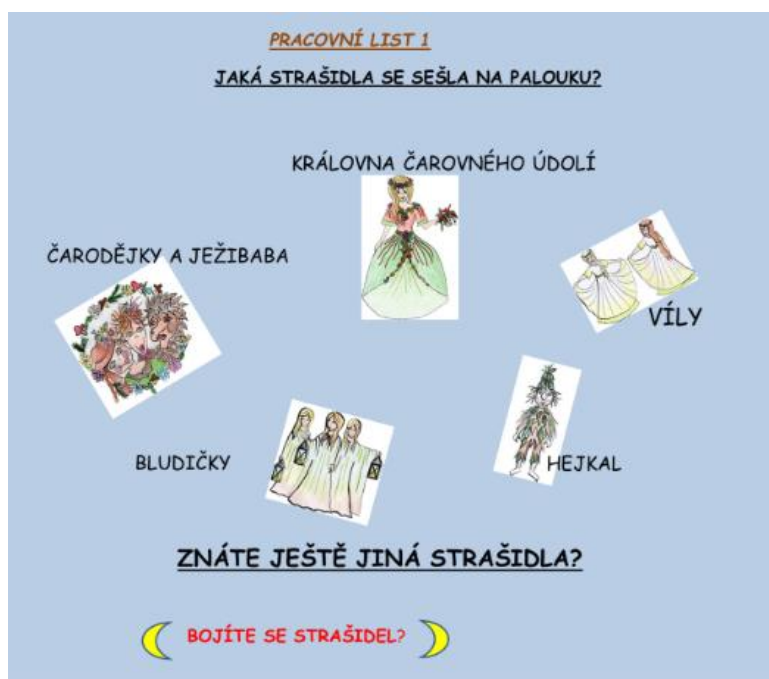 PRACOVNÍ LIST 1
JAKÁ STRAŠIDLA SE SEŠLA NA PALOUKU?
KRÁLOVNA ČAROVNÉHO ÚDOLÍ
ČARODĚJKY A JEŽIBABA
VÍLY
BLUDIČKY
HEJKAL
ZNÁTE JEŠTĚ JINÁ STRAŠIDLA?
BOJÍTE SE STRAŠIDEL?